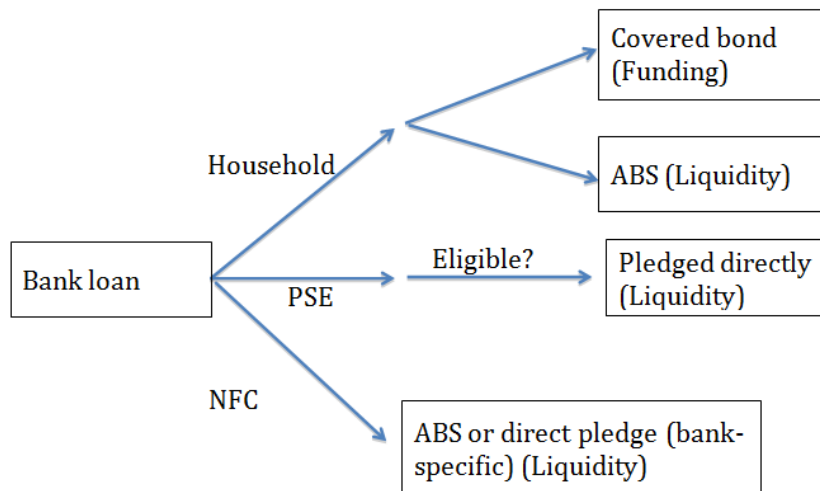 Covered bond
(Funding)
Household
ABS (Liquidity)
Bank loan
PSE
Eligible?
Pledged directly
(Liquidity)
NFC
ABS or direct pledge (bank-
specific) (Liquidity)